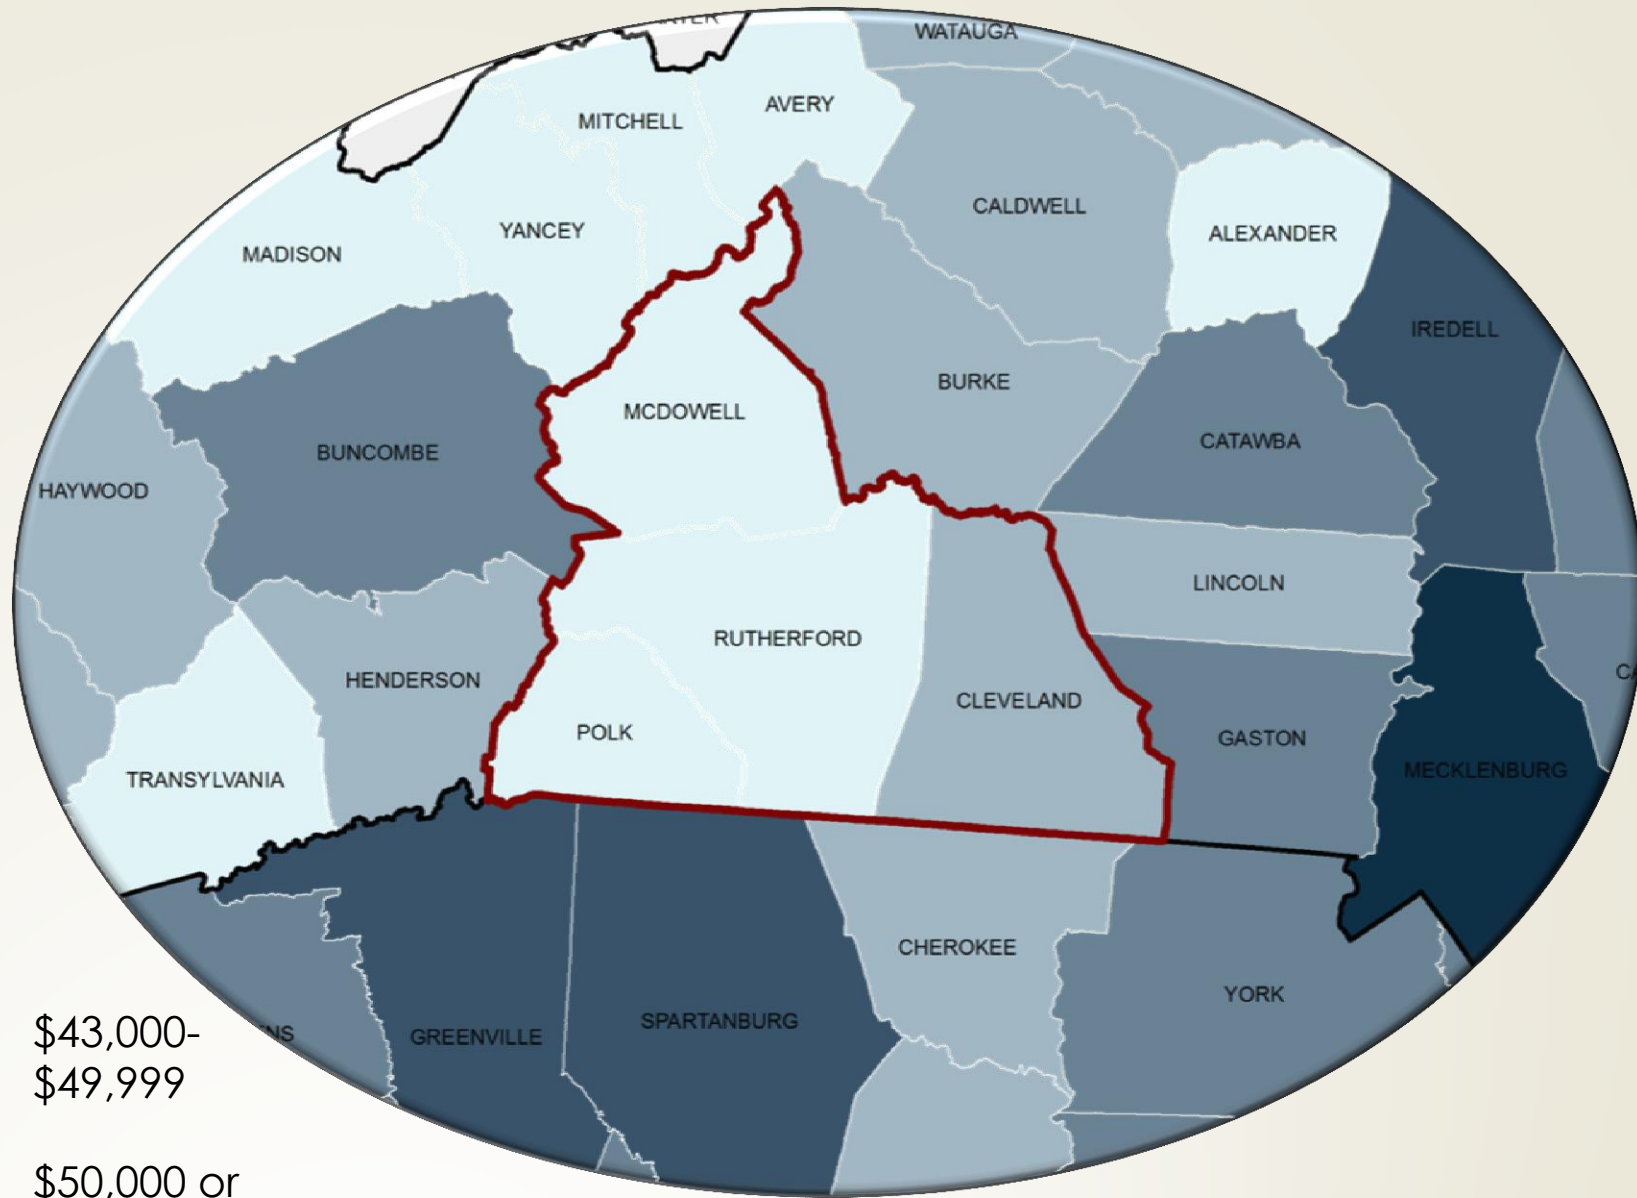 WATAUGA
AVERY
MITCHELL
CALDWELL
YANCEY
ALEXANDER
MADISON
IREDELL
BURKE
MCDOWELL
CATAWBA
BUNCOMBE
HAYWOOD
LINCOLN
RUTHERFORD
HENDERSON
CLEVELAND
POLK
GASTON
MECKLENBURG
TRANSYLVANIA
CHEROKEE
YORK
SPARTANBURG
GREENVILLE
$43,000-
$49,999
$50,000 or